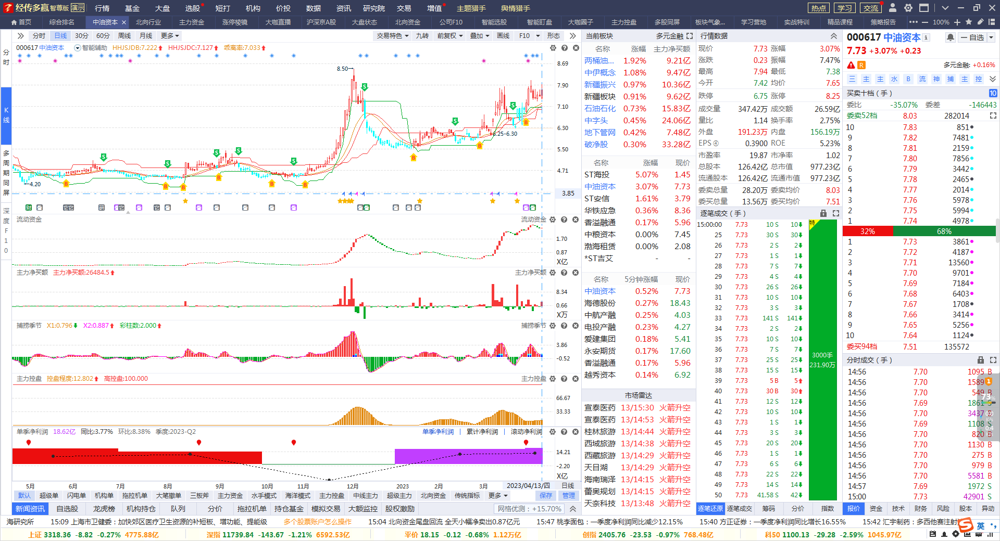 经传多赢 智尊版 演示 行情 基金 大盘 选股 短打 机构 价投 数据 资讯 研究院 交易 增值 主题猎手 舆情猎手 热点 学习 交流
首页 综合排名 中油资本 × 北向行业 主力资金 涨停棱镜 大咖直播 沪深京A股 大盘状态 北向资金 公司F10 智能选股 智能盯盘 大咖圈子 主力控盘 多股同屏 板块气象... 学习营地 实战特训 精品课程 策略报告 ••• 100%
分时 日线 30分 60分 周线 月线 更多 交易特色 九转 前复权 叠加 画线 F10 形态
000617 中油资本 智能辅助 HHJSJDB:7.222 HHJSJDC:7.127 乖离率:7.033
分时
K线
多周期同屏
深度F10
8.69
7.90
7.10
6.30
5.50
4.71
3.85
8.50
4.20
6.25-6.30
流动资金 流动资金
1.70
0.87
X亿
主力净买额 主力净买额:26484.5 主力净买额
8.34
0.66
X万
捕捞季节 X1:0.796 X2:0.887 彩柱数:2.000 捕捞季节
3.86
-0.52
主力控盘 控盘程度:12.802 高控盘:100.000 主力控盘
66.67
33.33
单季净利润 18.62亿 同比:3.77% 环比:8.38% 季度:2023-Q2 单季净利润 | 累计净利润 | 滚动净利润
14.21
-2.20
X亿
5月 6月 7月 8月 9月 10月 11月 12月 2023 2月 3月 2023/04/13/四 日线
默认 超级单 闪电单 机构单 拖拉机单 大笔撤单 三板斧 主力资金 水手模式 海洋模式 主力控盘 中线主力 超级主力 北向资金 传统指标 更多 保存 管理
新闻资讯 自选股 龙虎榜 机构持仓 队列 分价 拖拉机单 持仓基金 模拟交易 大额监控 股权激励 网格优测：+15.70%
当前板块 多元金融
名称 涨幅 主力净买额
两桶油... 1.92% 9.21亿
中伊概念 1.08% 9.47亿
新疆振兴 0.97% 10.36亿
新疆板块 0.91% 9.62亿
石油石化 0.73% 15.83亿
中字头 0.45% 24.06亿
地下管网 0.42% 7.48亿
破净股 0.30% 33.28亿
名称 涨幅 现价
ST海投 5.07% 1.45
中油资本 3.07% 7.73
ST安信 1.61% 3.79
华铁应急 0.36% 8.36
香溢融通 0.17% 5.96
中粮资本 0.00% 7.45
渤海租赁 0.00% 2.08
*ST吉艾 - -
名称 5分钟涨幅 现价
中油资本 0.52% 7.73
海德股份 0.27% 18.43
中航产融 0.25% 4.03
电投产融 0.23% 4.27
爱建集团 0.18% 5.41
永安期货 0.17% 17.60
香溢融通 0.17% 5.96
越秀资本 0.14% 6.92
市场雷达
宣泰医药 13/15:30 火箭升空
宣泰医药 13/14:53 火箭升空
桂林旅游 13/14:44 火箭升空
西域旅游 13/14:38 火箭升空
西藏旅游 13/14:29 火箭升空
天目湖 13/14:29 火箭升空
海南瑞泽 13/14:15 火箭升空
蕾奥规划 13/14:15 火箭升空
天奈科技 13/13:48 火箭升空
行情数据
现价 7.73 涨幅 3.07%
涨跌 0.23 振幅 7.47%
最高 7.94 最低 7.38
今开 7.42 均价 7.65
跌停 6.75 涨停 8.25
成交量 347.42万 成交额 26.59亿
量比 1.14 换手率 2.75%
外盘 191.23万 内盘 156.19万
EPS ④ 0.3900 ROE 5.23%
市盈率 19.87 市净率 1.02
总股本 126.42亿 总市值 977.23亿
流通股本 126.42亿 流通市值 977.23亿
委卖总量 28.20万 委卖均价 8.03
委买总量 13.56万 委买均价 7.51
逐笔成交（手）
15:00:00 7.73 10 S 10
25 7.73 30 S 30
26 7.73 2 S 2
27 7.73 1 S 1
28 7.73 7 S 7
29 7.73 4 S 4
30 7.73 26 S 26
31 7.73 10 S 10
32 7.73 3 S 3
33 7.73 141 S 141
34 7.73 2 S 2
35 7.73 10 S 10
36 7.73 7 S 7
37 7.73 25 S 25
38 7.73 15 S 15
39 7.73 5 B 5
40 7.73 30 B 30
41 7.73 12 S 12
42 7.73 10 S 10
43 7.73 1 S 1
44 7.73 3 S 3
45 7.73 20 S 20
46 7.73 1 S 1
47 7.73 6 S 6
48 7.73 22 S 22
49 7.73 14 S 14
50 7.73 41.58 S 42
特
3000手
231.90万
逐笔还原 逐笔成交 筹码 分价 指数
000617 中油资本 自选
7.73 +3.07% +0.23
R 多元金融: +0.16%
三 主 主 水 B 流 神 捕 主 控
买卖十档（手） 10
委比 -35.07% 委差 -146443
委卖52档 8.03 282014
10 7.83 851
9 7.82 7481
8 7.81 2159
7 7.80 7856
6 7.79 3442
5 7.78 2465
4 7.77 2014
3 7.76 5978
2 7.75 5994
1 7.74 4978
32% 68%
1 7.73 3861
2 7.72 4187
3 7.71 13560
4 7.70 9701
5 7.69 7184
6 7.68 6403
7 7.67 1708
8 7.66 3414
9 7.65 5256
10 7.64 1124
委买94档 7.51 135572
分时成交（手）
14:56 7.70 1095 B
14:56 7.70 1589
14:56 7.70 549 B
14:56 7.69 1861 S
14:56 7.70 3437 B
14:56 7.69 1108 S
14:56 7.70 820 B
14:56 7.70 1130 B
14:56 7.70 275 B
14:56 7.70 979 B
14:56 7.70 5581 B
14:57 7.69 1972 S
15:00 7.73 42901 S
报价 资金 技术 财务 风险 股本 异动
海研究所 15:09 上海市卫健委：加快郊区医疗卫生资源的补短板、增功能、提能级 多个股票账户怎么操作 15:04 北向资金尾盘回流 全天小幅净卖出0.87亿元 15:47 桃李面包：一季度净利润同比减少12.15% 15:40 方正证券：一季度净利润同比增长16.55% 15:42 汇宇制药：多西他赛注射
上证 3318.36 -8.82 -0.27% 4775.88亿 深指 11739.84 -143.67 -1.21% 6592.53亿 平价 18.15 -0.12 -0.68% 1.12万亿 创指 2405.76 -23.53 -0.97% 768.48亿 科50 1100.13 -29.28 -2.59% 1045.97亿
英